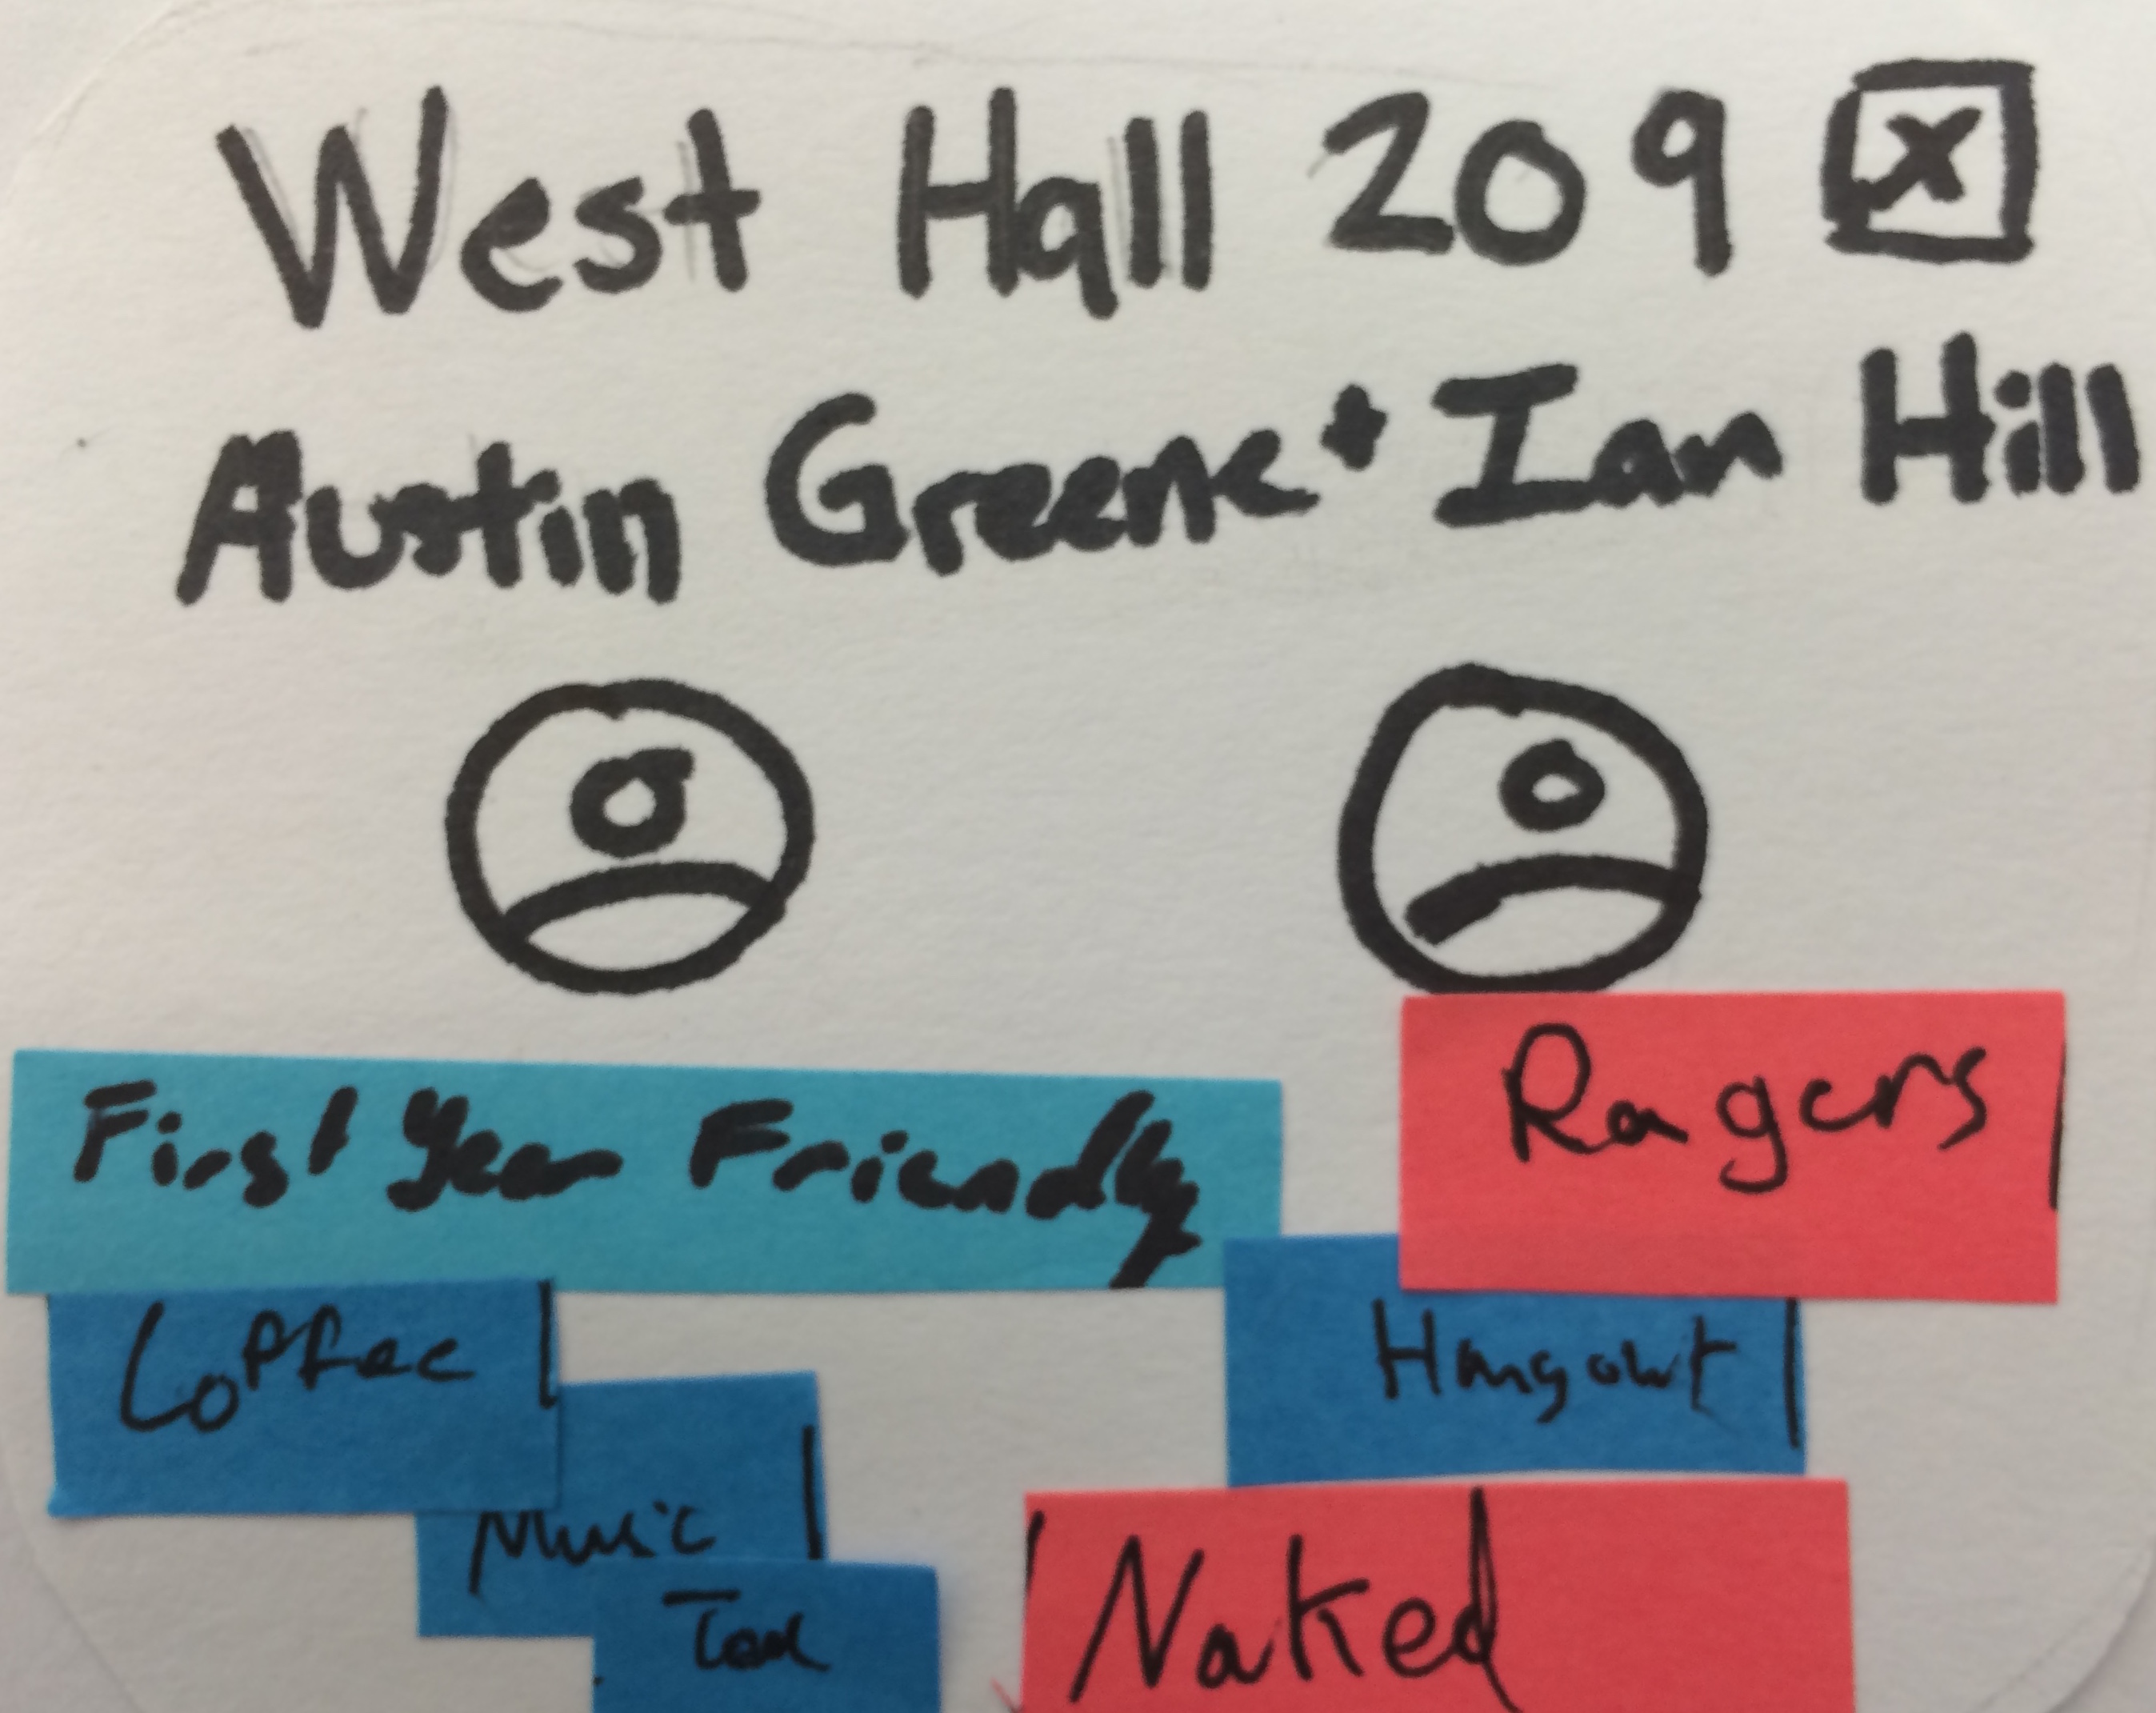 West Hall 209 x
Austin Greene + Ian Hill
First Year Friendly
Ragers
Coffee
Hangout
Music
Tea
Naked